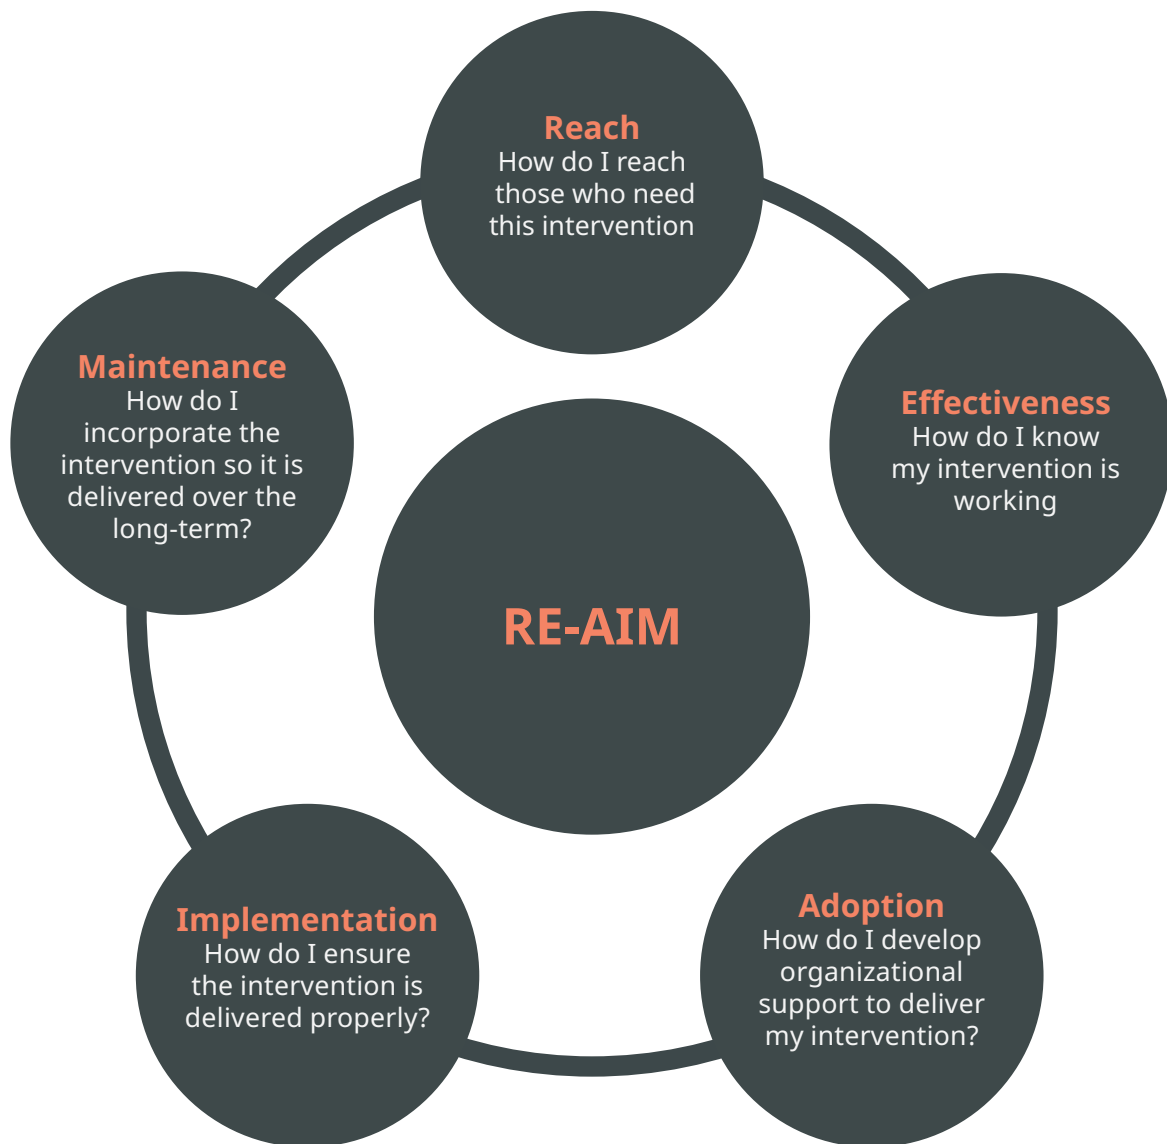 Reach
How do I reach
those who need
this intervention
Effectiveness
How do I know
my intervention is
working
Adoption
How do I develop
organizational
support to deliver
my intervention?
Implementation
How do I ensure
the intervention is
delivered properly?
Maintenance
How do I
incorporate the
intervention so it is
delivered over the
long-term?
RE-AIM